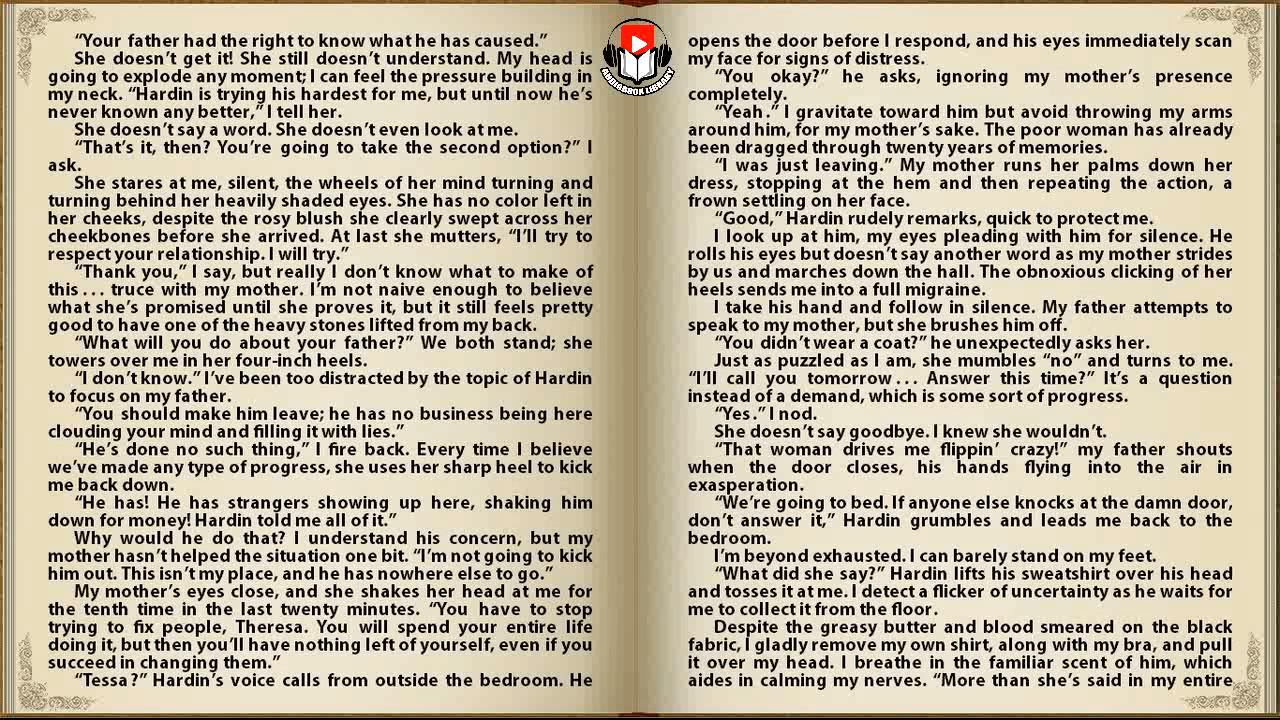 “Your father had the right to know what he has caused.”
She doesn’t get it! She still doesn’t understand. My head is
going to explode any moment; I can feel the pressure building in
my neck. “Hardin is trying his hardest for me, but until now he’s
never known any better,” I tell her.
She doesn’t say a word. She doesn’t even look at me.
“That’s it, then? You’re going to take the second option?” I
ask.
She stares at me, silent, the wheels of her mind turning and
turning behind her heavily shaded eyes. She has no color left in
her cheeks, despite the rosy blush she clearly swept across her
cheekbones before she arrived. At last she mutters, “I’ll try to
respect your relationship. I will try.”
“Thank you,” I say, but really I don’t know what to make of
this . . . truce with my mother. I’m not naive enough to believe
what she’s promised until she proves it, but it still feels pretty
good to have one of the heavy stones lifted from my back.
“What will you do about your father?” We both stand; she
towers over me in her four-inch heels.
“I don’t know.” I’ve been too distracted by the topic of Hardin
to focus on my father.
“You should make him leave; he has no business being here
clouding your mind and filling it with lies.”
“He’s done no such thing,” I fire back. Every time I believe
we’ve made any type of progress, she uses her sharp heel to kick
me back down.
“He has! He has strangers showing up here, shaking him
down for money! Hardin told me all of it.”
Why would he do that? I understand his concern, but my
mother hasn’t helped the situation one bit. “I’m not going to kick
him out. This isn’t my place, and he has nowhere else to go.”
My mother’s eyes close, and she shakes her head at me for
the tenth time in the last twenty minutes. “You have to stop
trying to fix people, Theresa. You will spend your entire life
doing it, but then you’ll have nothing left of yourself, even if you
succeed in changing them.”
“Tessa?” Hardin’s voice calls from outside the bedroom. He
AUDIOBOOK LIBRARY
opens the door before I respond, and his eyes immediately scan
my face for signs of distress.
“You okay?” he asks, ignoring my mother’s presence
completely.
“Yeah.” I gravitate toward him but avoid throwing my arms
around him, for my mother’s sake. The poor woman has already
been dragged through twenty years of memories.
“I was just leaving.” My mother runs her palms down her
dress, stopping at the hem and then repeating the action, a
frown settling on her face.
“Good,” Hardin rudely remarks, quick to protect me.
I look up at him, my eyes pleading with him for silence. He
rolls his eyes but doesn’t say another word as my mother strides
by us and marches down the hall. The obnoxious clicking of her
heels sends me into a full migraine.
I take his hand and follow in silence. My father attempts to
speak to my mother, but she brushes him off.
“You didn’t wear a coat?” he unexpectedly asks her.
Just as puzzled as I am, she mumbles “no” and turns to me.
“I’ll call you tomorrow . . . Answer this time?” It’s a question
instead of a demand, which is some sort of progress.
“Yes.” I nod.
She doesn’t say goodbye. I knew she wouldn’t.
“That woman drives me flippin’ crazy!” my father shouts
when the door closes, his hands flying into the air in
exasperation.
“We’re going to bed. If anyone else knocks at the damn door,
don’t answer it,” Hardin grumbles and leads me back to the
bedroom.
I’m beyond exhausted. I can barely stand on my feet.
“What did she say?” Hardin lifts his sweatshirt over his head
and tosses it at me. I detect a flicker of uncertainty as he waits for
me to collect it from the floor.
Despite the greasy butter and blood smeared on the black
fabric, I gladly remove my own shirt, along with my bra, and pull
it over my head. I breathe in the familiar scent of him, which
aides in calming my nerves. “More than she’s said in my entire